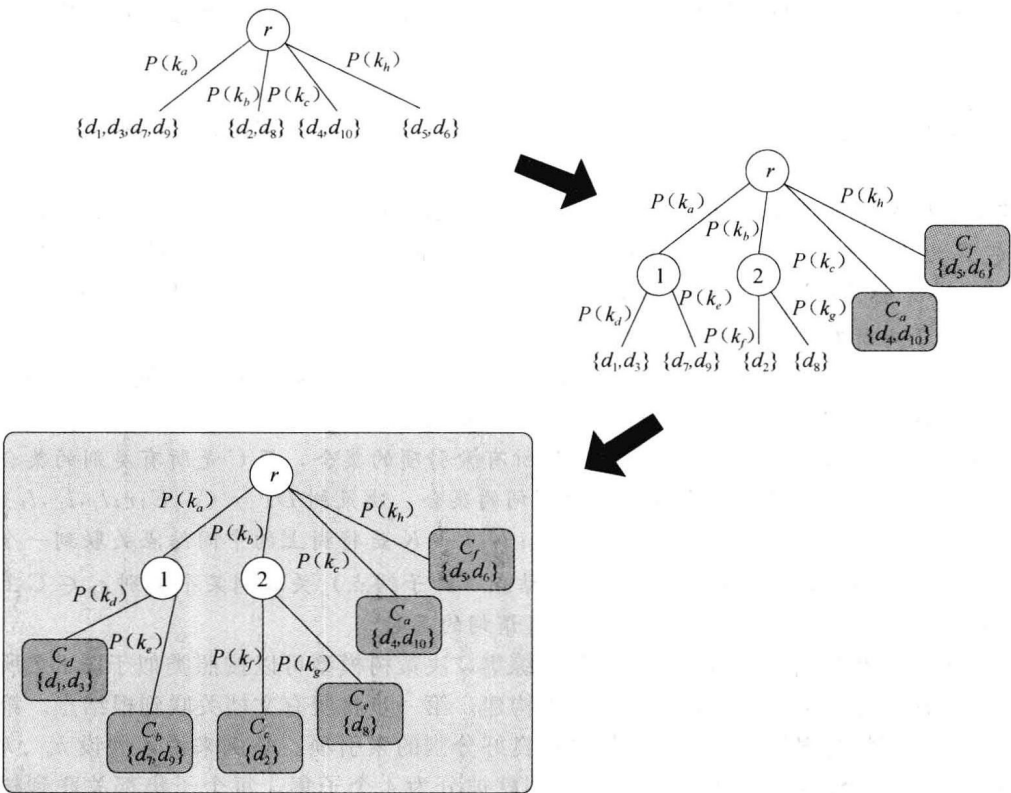 r
P(k_a) P(k_h)
P(k_b) P(k_c)
{d_1,d_3,d_7,d_9} {d_2,d_8} {d_4,d_10} {d_5,d_6}
r
P(k_a) P(k_h)
P(k_b)
C_f
{d_5,d_6}
1 2 P(k_c)
P(k_d) P(k_e) P(k_g) C_a
P(k_f) {d_4,d_10}
{d_1,d_3} {d_7,d_9} {d_2} {d_8}
r
P(k_a) P(k_h)
P(k_b)
P(k_c) C_f
{d_5,d_6}
1 2
P(k_d) C_a
{d_4,d_10}
P(k_e) P(k_f) P(k_g)
C_d
{d_1,d_3}
C_e
{d_8}
C_b C_c
{d_7,d_9} {d_2}